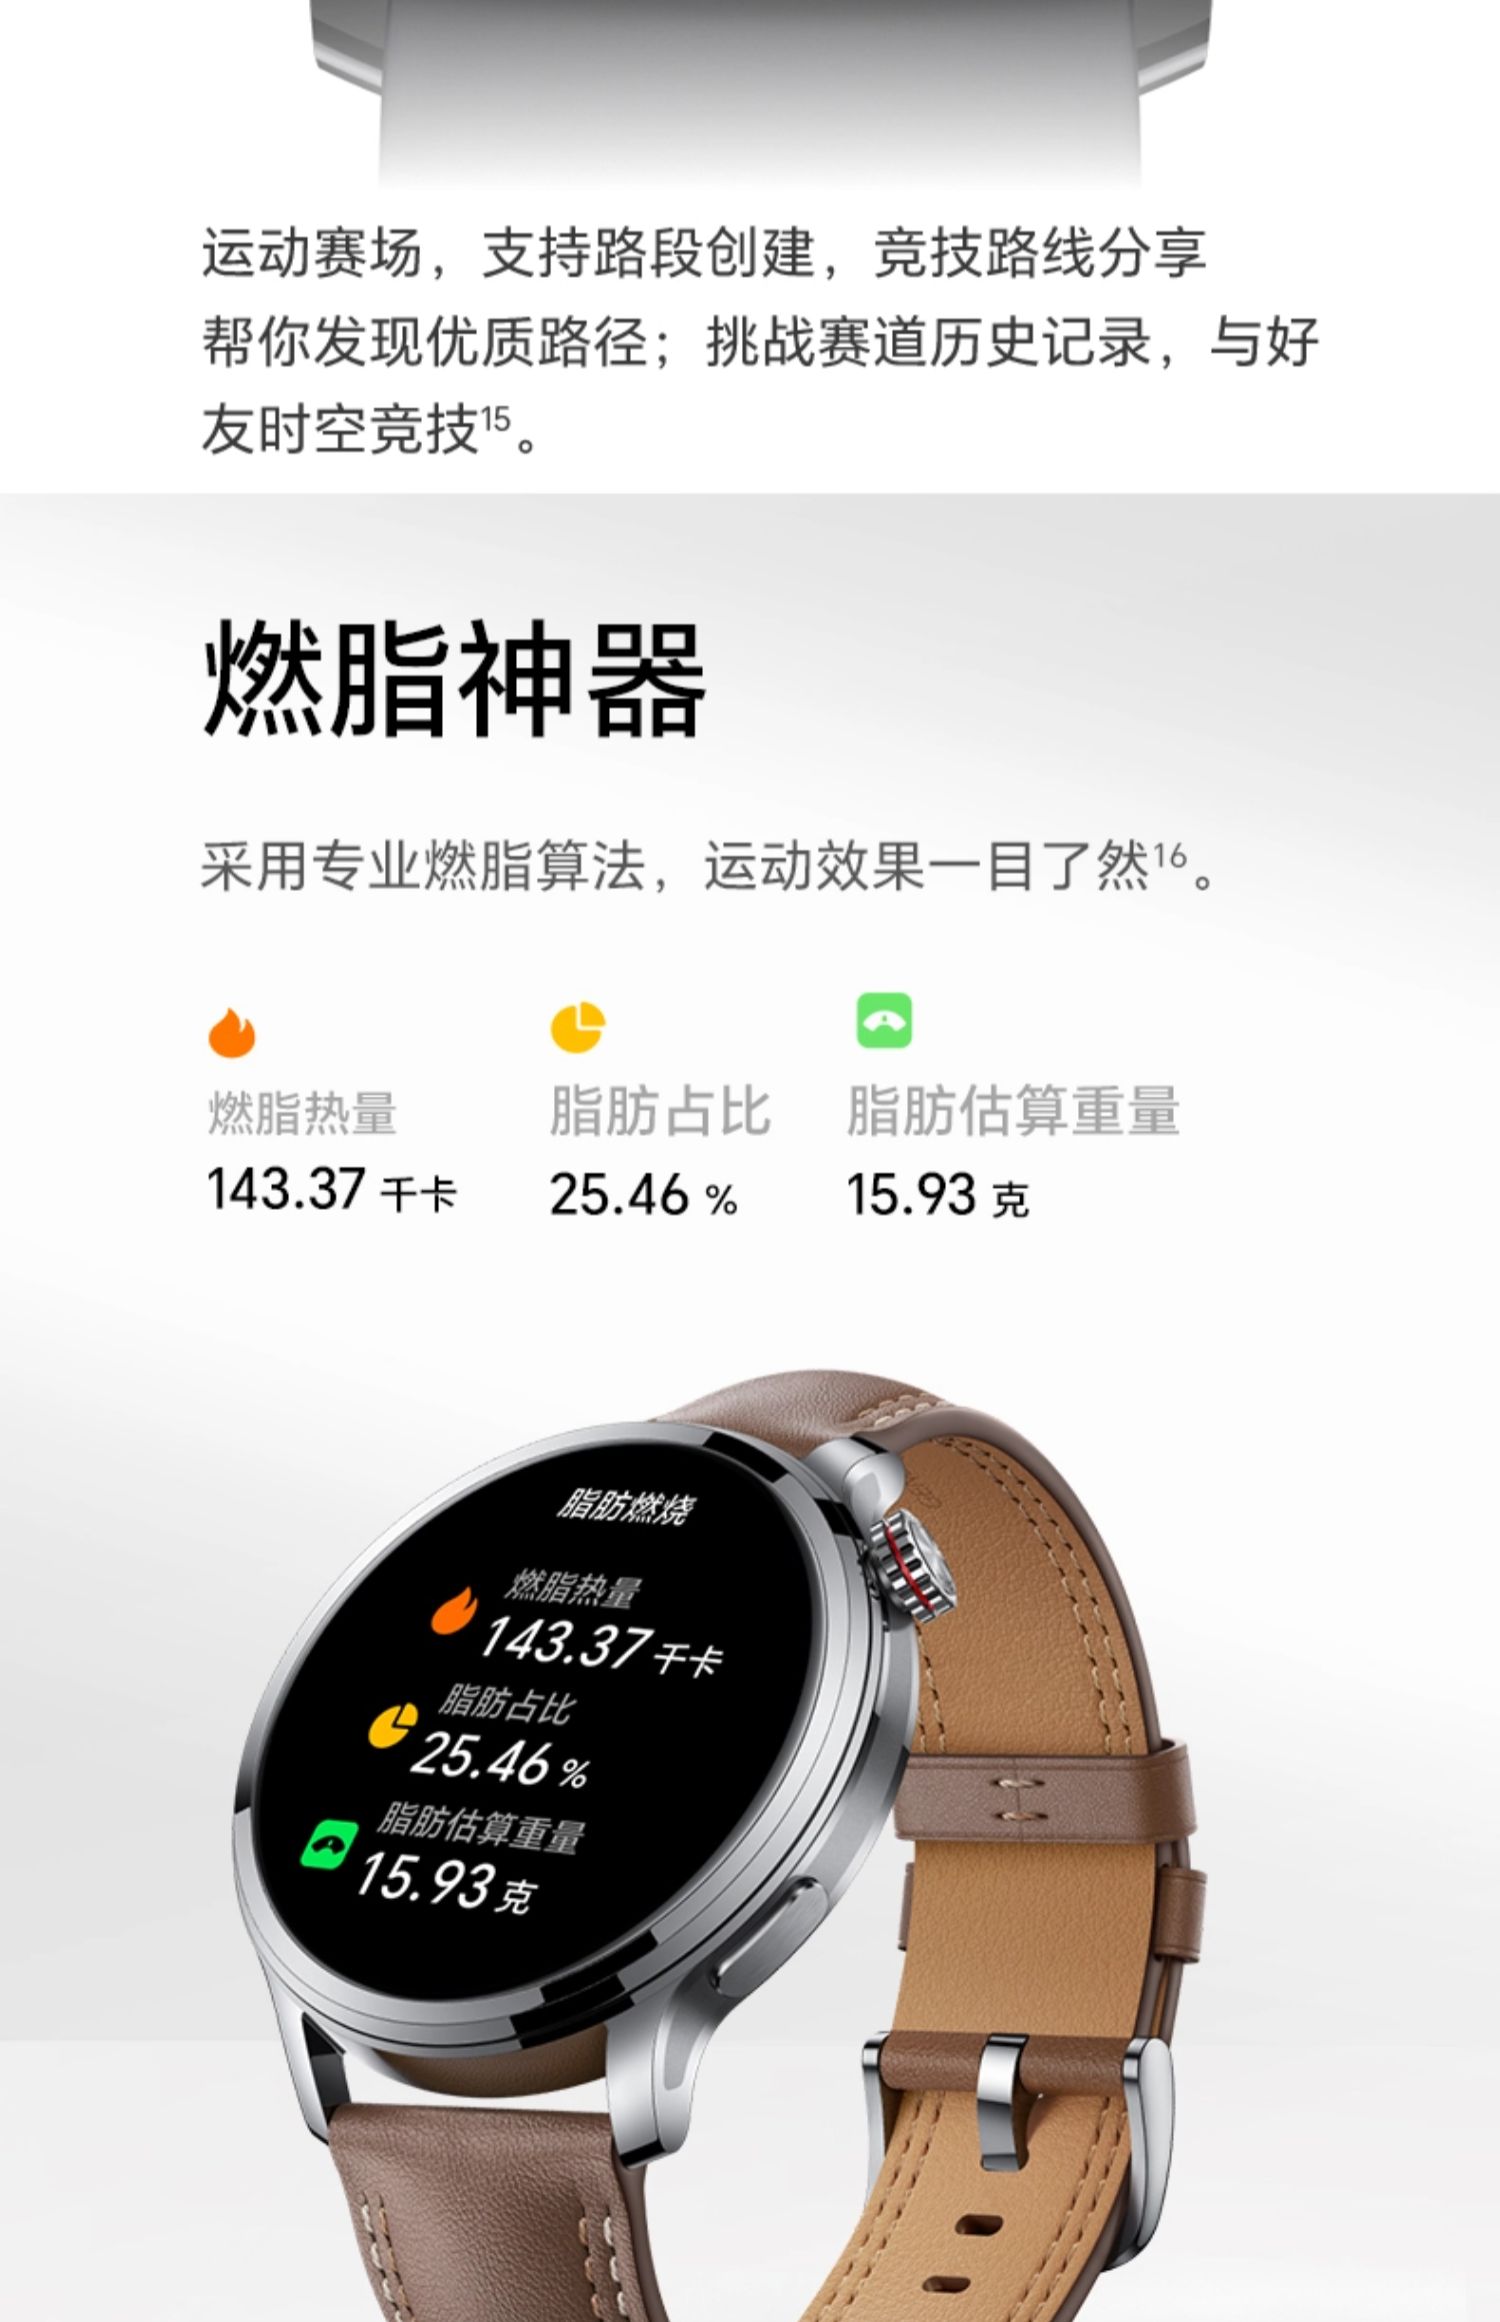 运动赛场，支持路段创建，竞技路线分享
帮你发现优质路径；挑战赛道历史记录，与好
友时空竞技15。
燃脂神器
采用专业燃脂算法，运动效果一目了然16。
燃脂热量
143.37 千卡
脂肪占比
25.46 %
脂肪估算重量
15.93 克
脂肪燃烧
燃脂热量
143.37 千卡
脂肪占比
25.46 %
脂肪估算重量
15.93 克